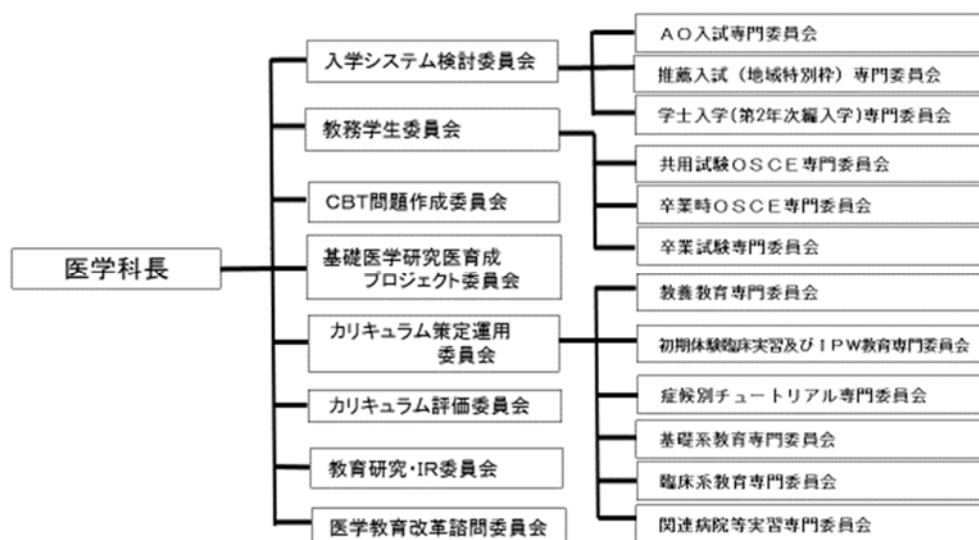 医学科長
入学システム検討委員会
教務学生委員会
CBT問題作成委員会
基礎医学研究医育成
プロジェクト委員会
カリキュラム策定運用
委員会
カリキュラム評価委員会
教育研究・IR委員会
医学教育改革諮問委員会
ＡＯ入試専門委員会
推薦入試（地域特別枠）専門委員会
学士入学(第2年次編入学)専門委員会
共用試験ＯＳＣＥ専門委員会
卒業時ＯＳＣＥ専門委員会
卒業試験専門委員会
教養教育専門委員会
初期体験臨床実習及びＩＰＷ教育専門委員会
症候別チュートリアル専門委員会
基礎系教育専門委員会
臨床系教育専門委員会
関連病院等実習専門委員会